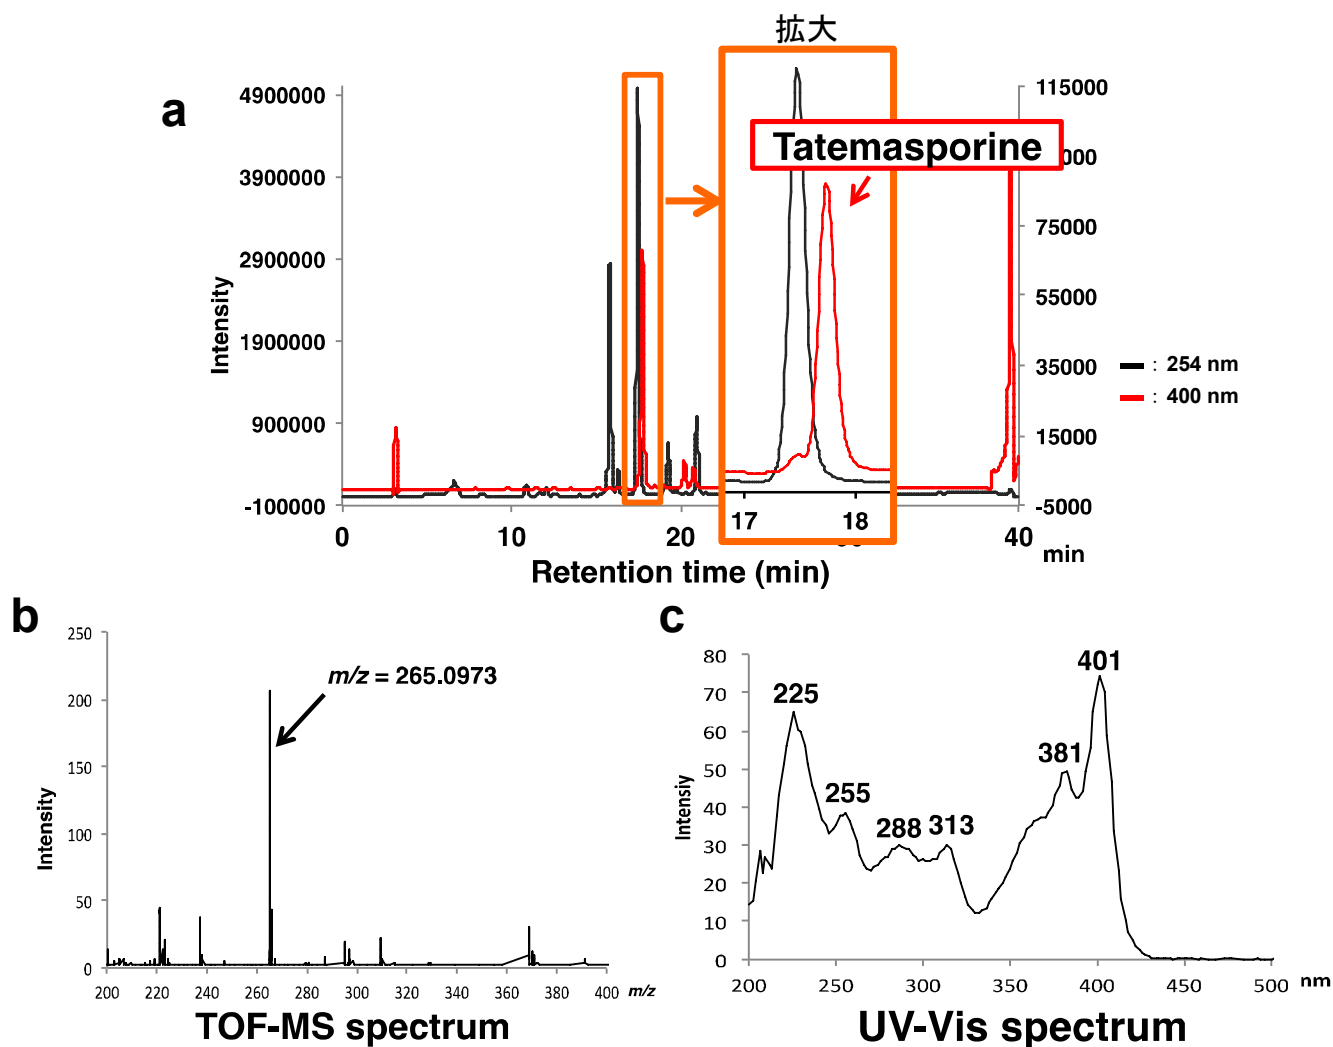 拡大
a
4900000
3900000
2900000
1900000
900000
-100000
Intensity
115000
000
75000
55000
35000
15000
-5000
Tatemasporine
: 254 nm
: 400 nm
17 18
0 10 20 40
min
Retention time (min)
b
250
200
150
100
50
0
Intensity
m/z = 265.0973
200 220 240 260 280 300 320 340 360 380 400 m/z
TOF-MS spectrum
c
80
70
60
50
40
30
20
10
0
Intensiy
225
255
288
313
381
401
200 250 300 350 400 450 500 nm
UV-Vis spectrum